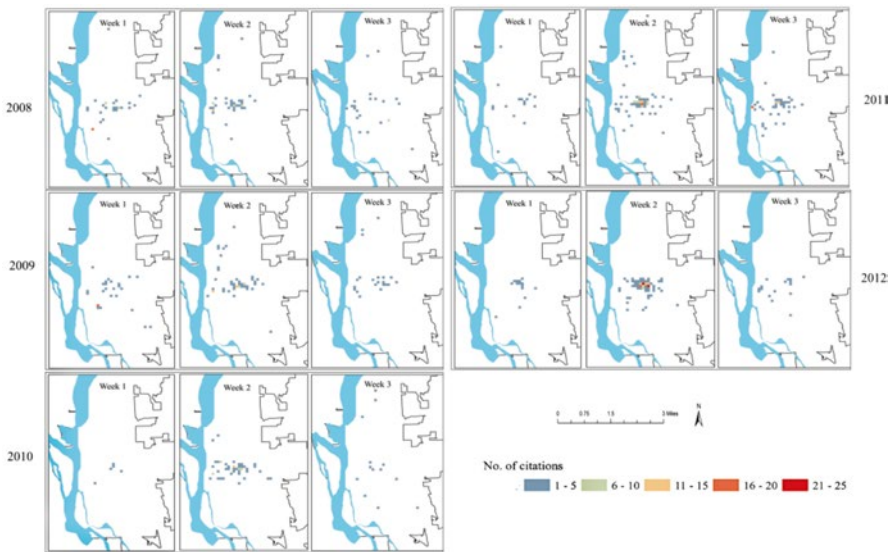 Week 1
Week 2
Week 3
2008
Week 1
Week 2
Week 3
2011
Week 1
Week 2
Week 3
2009
Week 1
Week 2
Week 3
2012
Week 1
Week 2
Week 3
2010
N
0 0.75 1.5 3 Miles
No. of citations
1 - 5 6 - 10 11 - 15 16 - 20 21 - 25